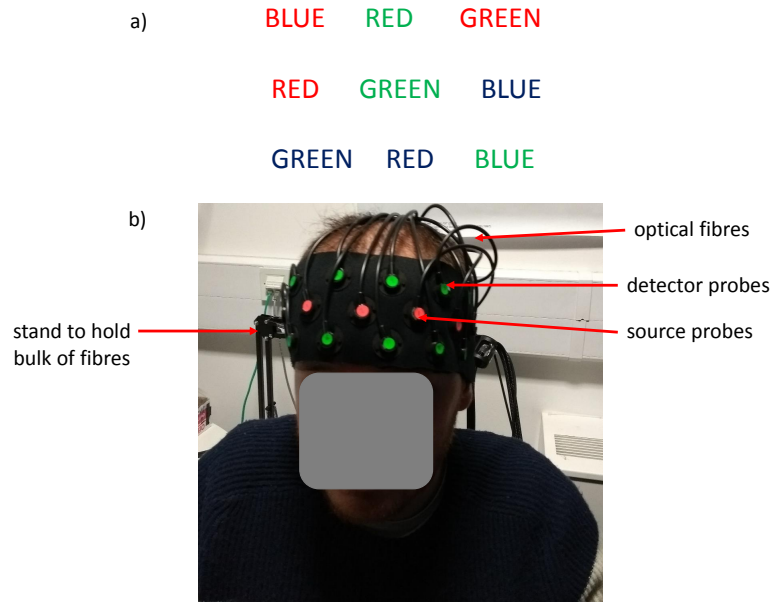 a) BLUE RED GREEN
RED GREEN BLUE
GREEN RED BLUE
b)
optical fibres
detector probes
source probes
stand to hold
bulk of fibres